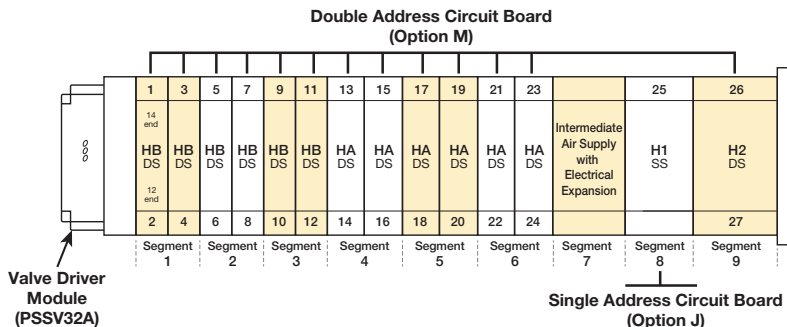 Double Address Circuit Board
(Option M)
1 3 5 7 9 11 13 15 17 19 21 23 25 26
14
end
HB HB HB HB HB HB HA HA HA HA HA HA H1 H2
DS DS DS DS DS DS DS DS DS DS DS DS SS DS
12
end
Intermediate
Air Supply
with
Electrical
Expansion
2 4 6 8 10 12 14 16 18 20 22 24 27
Segment Segment Segment Segment Segment Segment Segment Segment Segment
1 2 3 4 5 6 7 8 9
Valve Driver
Module
(PSSV32A)
Single Address Circuit Board
(Option J)